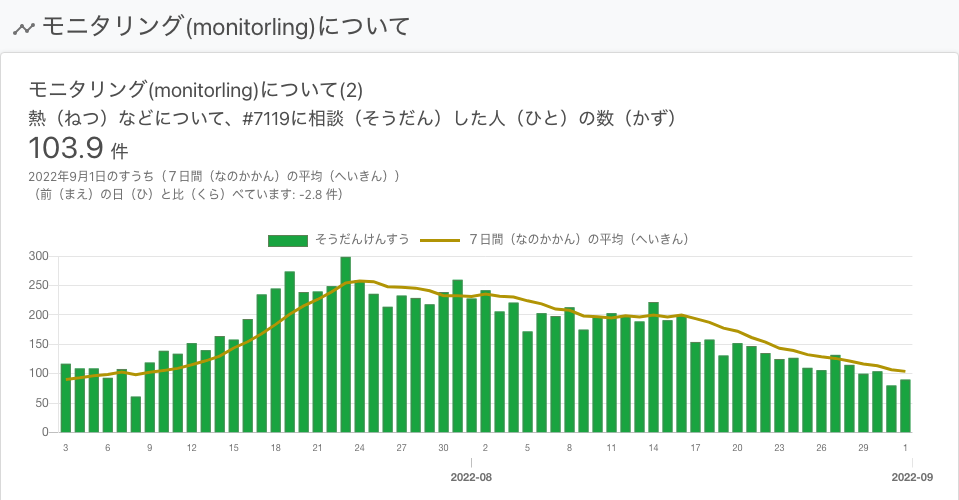 モニタリング(monitorling)について
モニタリング(monitorling)について(2)
熱（ねつ）などについて、#7119に相談（そうだん）した人（ひと）の数（かず）
103.9 件
2022年9月1日のすうち（７日間（なのかかん）の平均（へいきん））
（前（まえ）の日（ひ）と比（くら）べています: -2.8 件）
そうだんけんすう ７日間（なのかかん）の平均（へいきん）
300
250
200
150
100
50
0
3 6 9 12 15 18 21 24 27 30 2 5 8 11 14 17 20 23 26 29 1
2022-08 2022-09